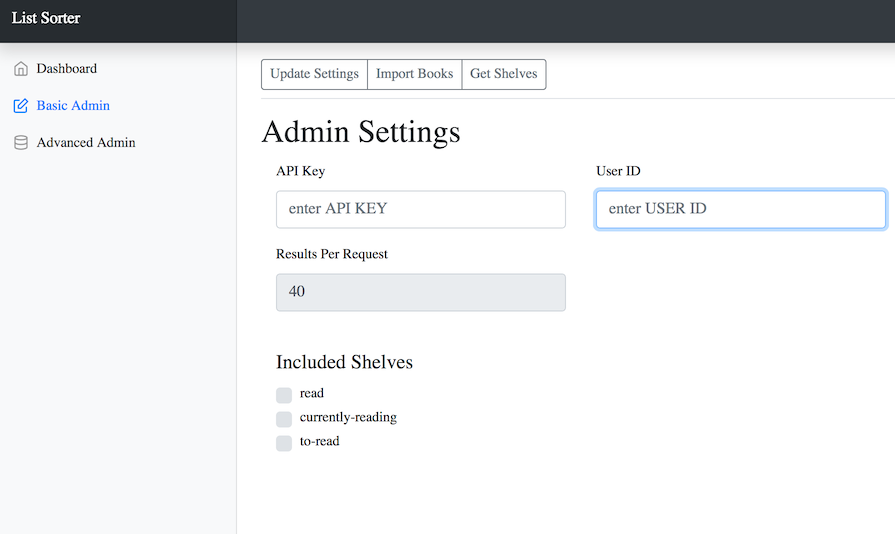 List Sorter
Dashboard
Basic Admin
Advanced Admin
Update Settings Import Books Get Shelves
Admin Settings
API Key User ID
enter API KEY enter USER ID
Results Per Request
40
Included Shelves
read
currently-reading
to-read